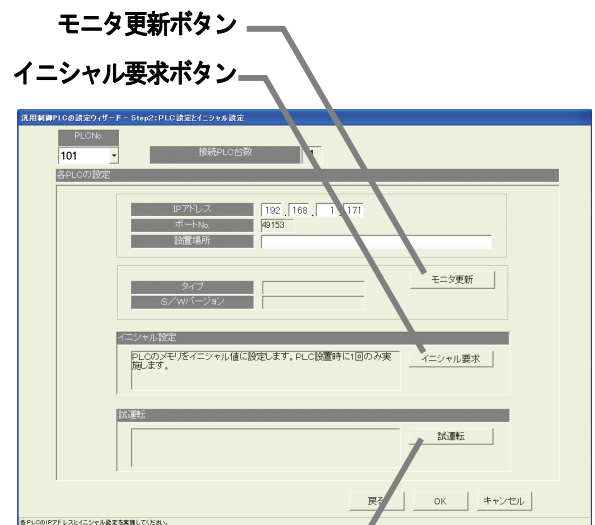 モニタ更新ボタン
イニシャル要求ボタン
汎用制御PLCの設定ウィザード - Step2:PLC設定とイニシャル設定
PLCNo.
101
接続PLC台数
各PLCの設定
IPアドレス 192 . 168 . 1 . 171
ポートNo. 49153
設置場所
タイプ
モニタ更新
S/Wバージョン
イニシャル設定
PLCのメモリをイニシャル値に設定します。PLC設置時に1回のみ実
施します。
イニシャル要求
試運転
試運転
戻る OK キャンセル
各PLCのIPアドレスとイニシャル設定を実施してください。